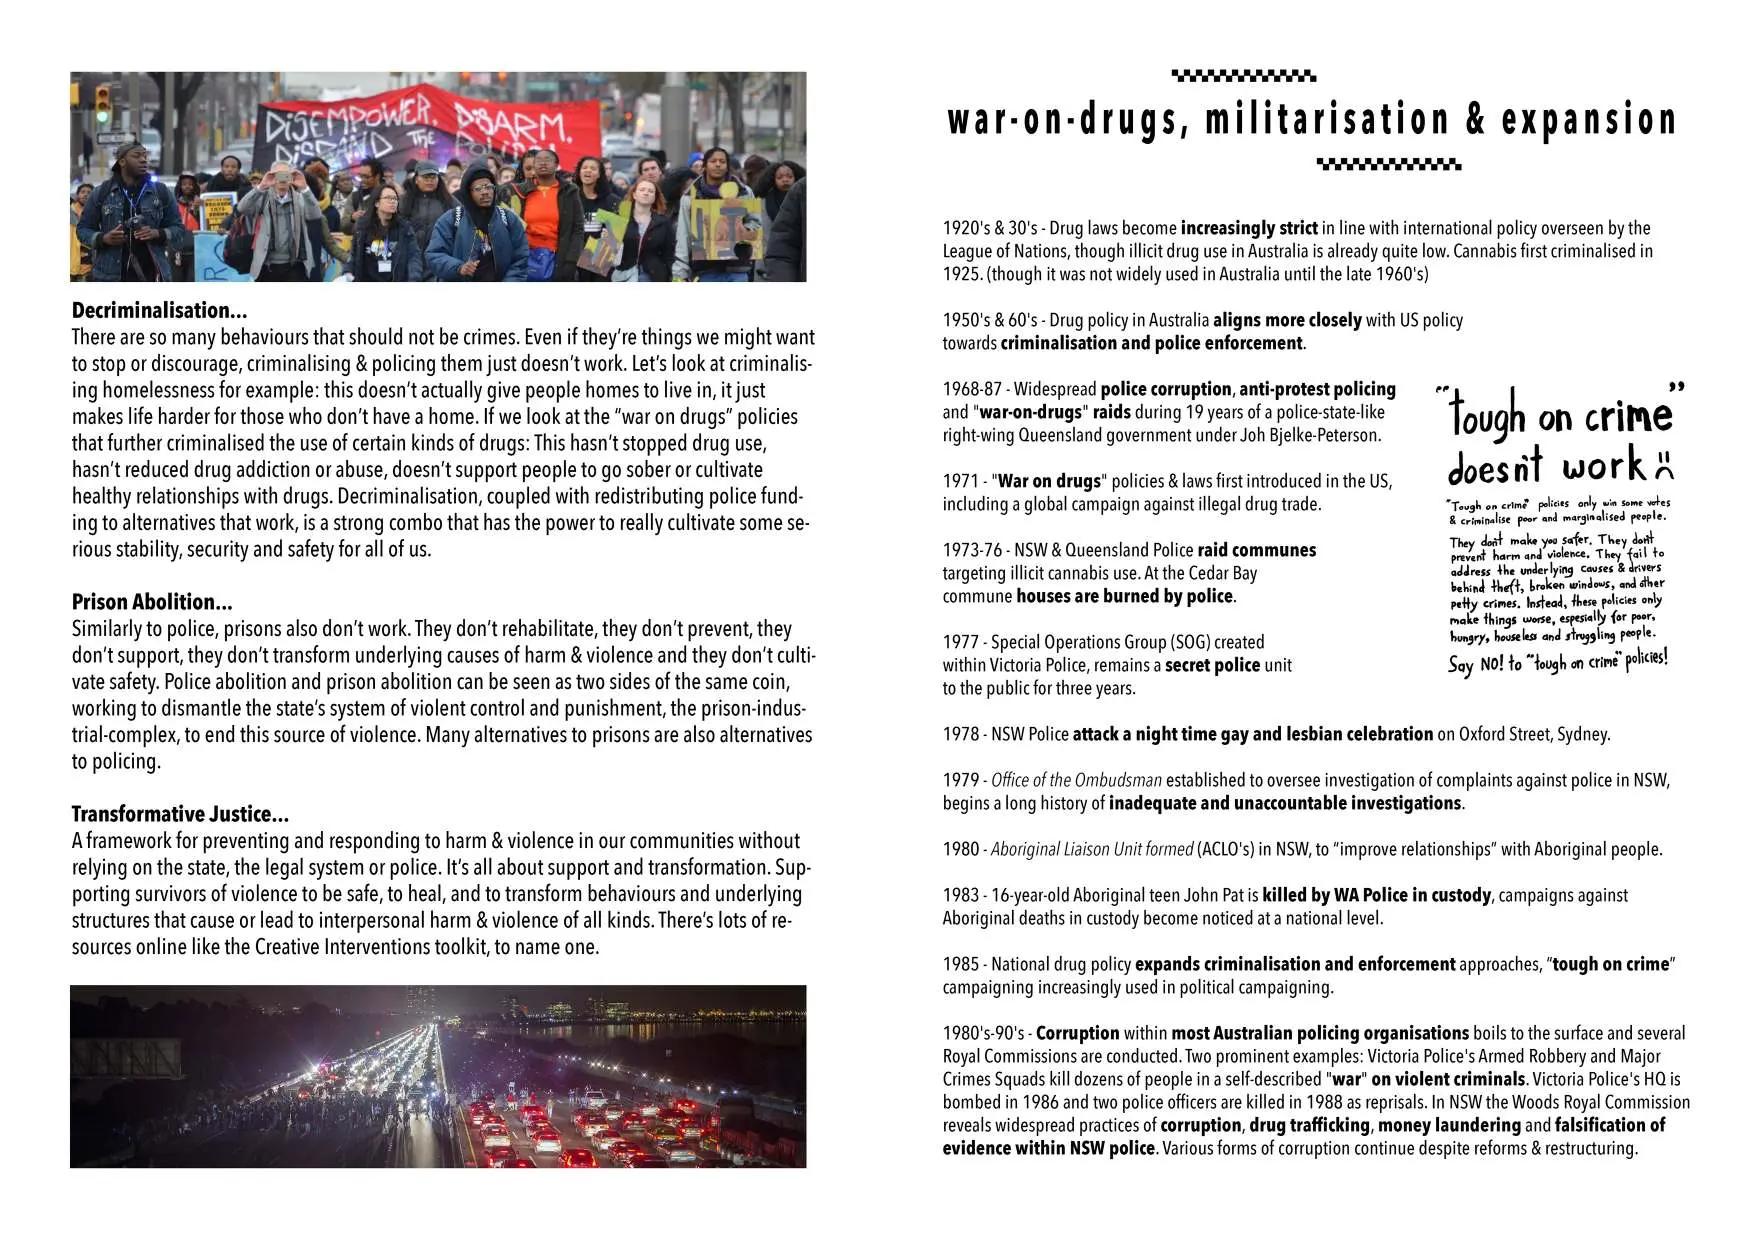 DISEMPOWER, DISARM,
DISBAND THE
Decriminalisation...
There are so many behaviours that should not be crimes. Even if they’re things we might want
to stop or discourage, criminalising & policing them just doesn’t work. Let’s look at criminalis-
ing homelessness for example: this doesn’t actually give people homes to live in, it just
makes life harder for those who don’t have a home. If we look at the “war on drugs” policies
that further criminalised the use of certain kinds of drugs: This hasn’t stopped drug use,
hasn’t reduced drug addiction or abuse, doesn’t support people to go sober or cultivate
healthy relationships with drugs. Decriminalisation, coupled with redistributing police fund-
ing to alternatives that work, is a strong combo that has the power to really cultivate some se-
rious stability, security and safety for all of us.
Prison Abolition...
Similarly to police, prisons also don’t work. They don’t rehabilitate, they don’t prevent, they
don’t support, they don’t transform underlying causes of harm & violence and they don’t culti-
vate safety. Police abolition and prison abolition can be seen as two sides of the same coin,
working to dismantle the state’s system of violent control and punishment, the prison-indus-
trial-complex, to end this source of violence. Many alternatives to prisons are also alternatives
to policing.
Transformative Justice...
A framework for preventing and responding to harm & violence in our communities without
relying on the state, the legal system or police. It’s all about support and transformation. Sup-
porting survivors of violence to be safe, to heal, and to transform behaviours and underlying
structures that cause or lead to interpersonal harm & violence of all kinds. There’s lots of re-
sources online like the Creative Interventions toolkit, to name one.
war-on-drugs, militarisation & expansion
1920's & 30's - Drug laws become increasingly strict in line with international policy overseen by the
League of Nations, though illicit drug use in Australia is already quite low. Cannabis first criminalised in
1925. (though it was not widely used in Australia until the late 1960's)
1950's & 60's - Drug policy in Australia aligns more closely with US policy
towards criminalisation and police enforcement.
1968-87 - Widespread police corruption, anti-protest policing
and "war-on-drugs" raids during 19 years of a police-state-like
right-wing Queensland government under Joh Bjelke-Peterson.
1971 - "War on drugs" policies & laws first introduced in the US,
including a global campaign against illegal drug trade.
1973-76 - NSW & Queensland Police raid communes
targeting illicit cannabis use. At the Cedar Bay
commune houses are burned by police.
1977 - Special Operations Group (SOG) created
within Victoria Police, remains a secret police unit
to the public for three years.
“tough on crime”
doesn't work
“Tough on crime” policies only win some votes
& criminalise poor and marginalised people.
They don't make you safer. They don't
prevent harm and violence. They fail to
address the underlying causes & drivers
behind theft, broken windows, and other
petty crimes. Instead, these policies only
make things worse, espesially for poor,
hungry, houseless and struggling people.
Say NO! to “tough on crime” policies!
1978 - NSW Police attack a night time gay and lesbian celebration on Oxford Street, Sydney.
1979 - Office of the Ombudsman established to oversee investigation of complaints against police in NSW,
begins a long history of inadequate and unaccountable investigations.
1980 - Aboriginal Liaison Unit formed (ACLO's) in NSW, to “improve relationships” with Aboriginal people.
1983 - 16-year-old Aboriginal teen John Pat is killed by WA Police in custody, campaigns against
Aboriginal deaths in custody become noticed at a national level.
1985 - National drug policy expands criminalisation and enforcement approaches, “tough on crime”
campaigning increasingly used in political campaigning.
1980's-90's - Corruption within most Australian policing organisations boils to the surface and several
Royal Commissions are conducted. Two prominent examples: Victoria Police's Armed Robbery and Major
Crimes Squads kill dozens of people in a self-described "war" on violent criminals. Victoria Police's HQ is
bombed in 1986 and two police officers are killed in 1988 as reprisals. In NSW the Woods Royal Commission
reveals widespread practices of corruption, drug trafficking, money laundering and falsification of
evidence within NSW police. Various forms of corruption continue despite reforms & restructuring.